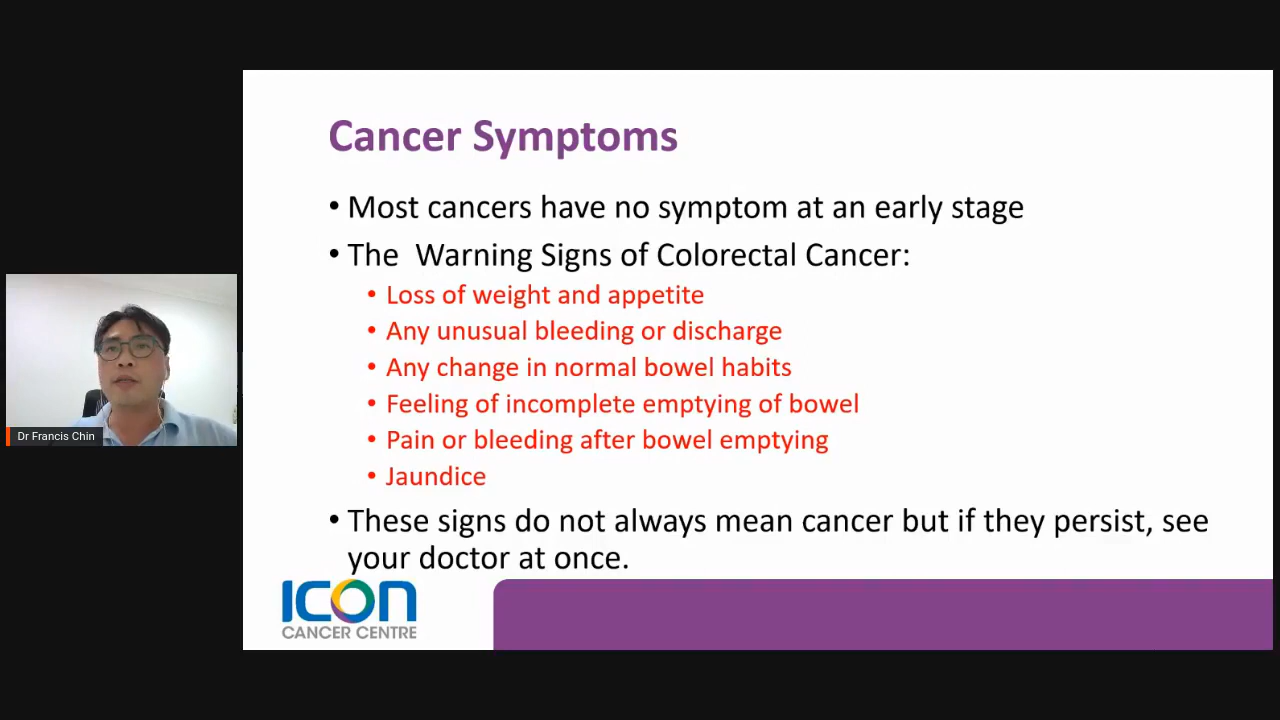 Cancer Symptoms
• Most cancers have no symptom at an early stage
• The  Warning Signs of Colorectal Cancer:
• Loss of weight and appetite
• Any unusual bleeding or discharge
• Any change in normal bowel habits
• Feeling of incomplete emptying of bowel
• Pain or bleeding after bowel emptying
• Jaundice
• These signs do not always mean cancer but if they persist, see
your doctor at once.
Dr Francis Chin
ICON
CANCER CENTRE